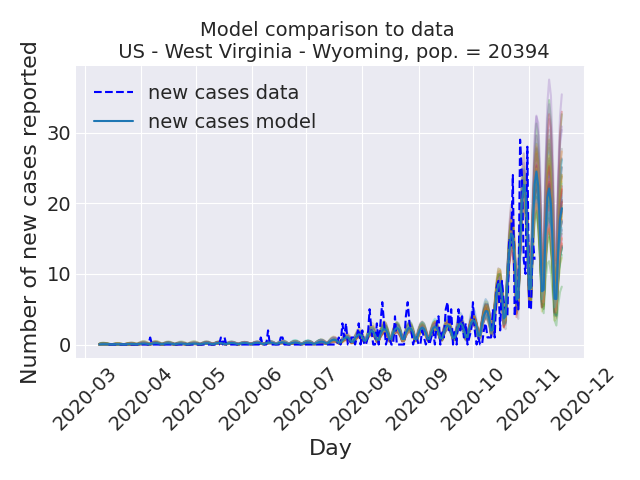 Model comparison to data
US - West Virginia - Wyoming, pop. = 20394
Number of new cases reported
new cases data
new cases model
30
20
10
0
2020-03
2020-04
2020-05
2020-06
2020-07
2020-08
2020-09
2020-10
2020-11
2020-12
Day